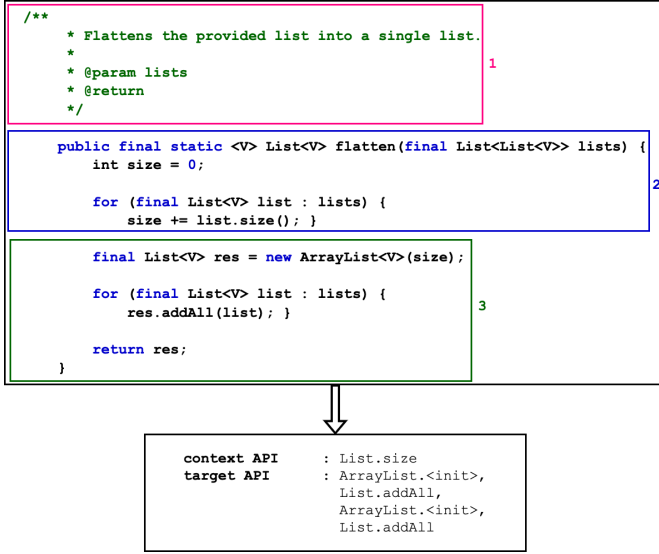 /**
* Flattens the provided list into a single list.
*
* @param lists
* @return
*/
1
public final static <V> List<V> flatten(final List<List<V>> lists) {
int size = 0;
for (final List<V> list : lists) {
size += list.size(); }
2
final List<V> res = new ArrayList<V>(size);
for (final List<V> list : lists) {
res.addAll(list); }
return res;
}
3
context API : List.size
target API : ArrayList.<init>,
List.addAll,
ArrayList.<init>,
List.addAll